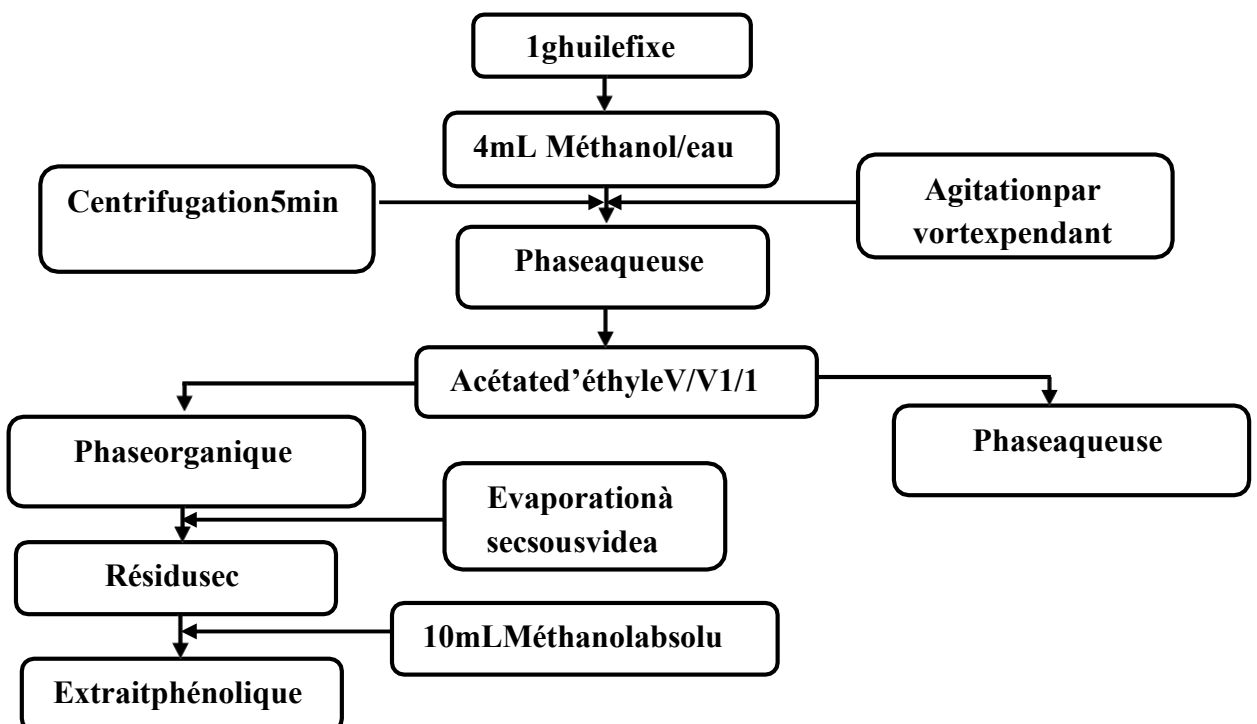 1ghuilefixe
4mL Méthanol/eau
Centrifugation5min
Agitationpar
vortexpendant
Phaseaqueuse
Acétated’éthyleV/V1/1
Phaseorganique
Phaseaqueuse
Evaporationà
secsousvidea
Résidusec
10mLMéthanolabsolu
Extraitphénolique